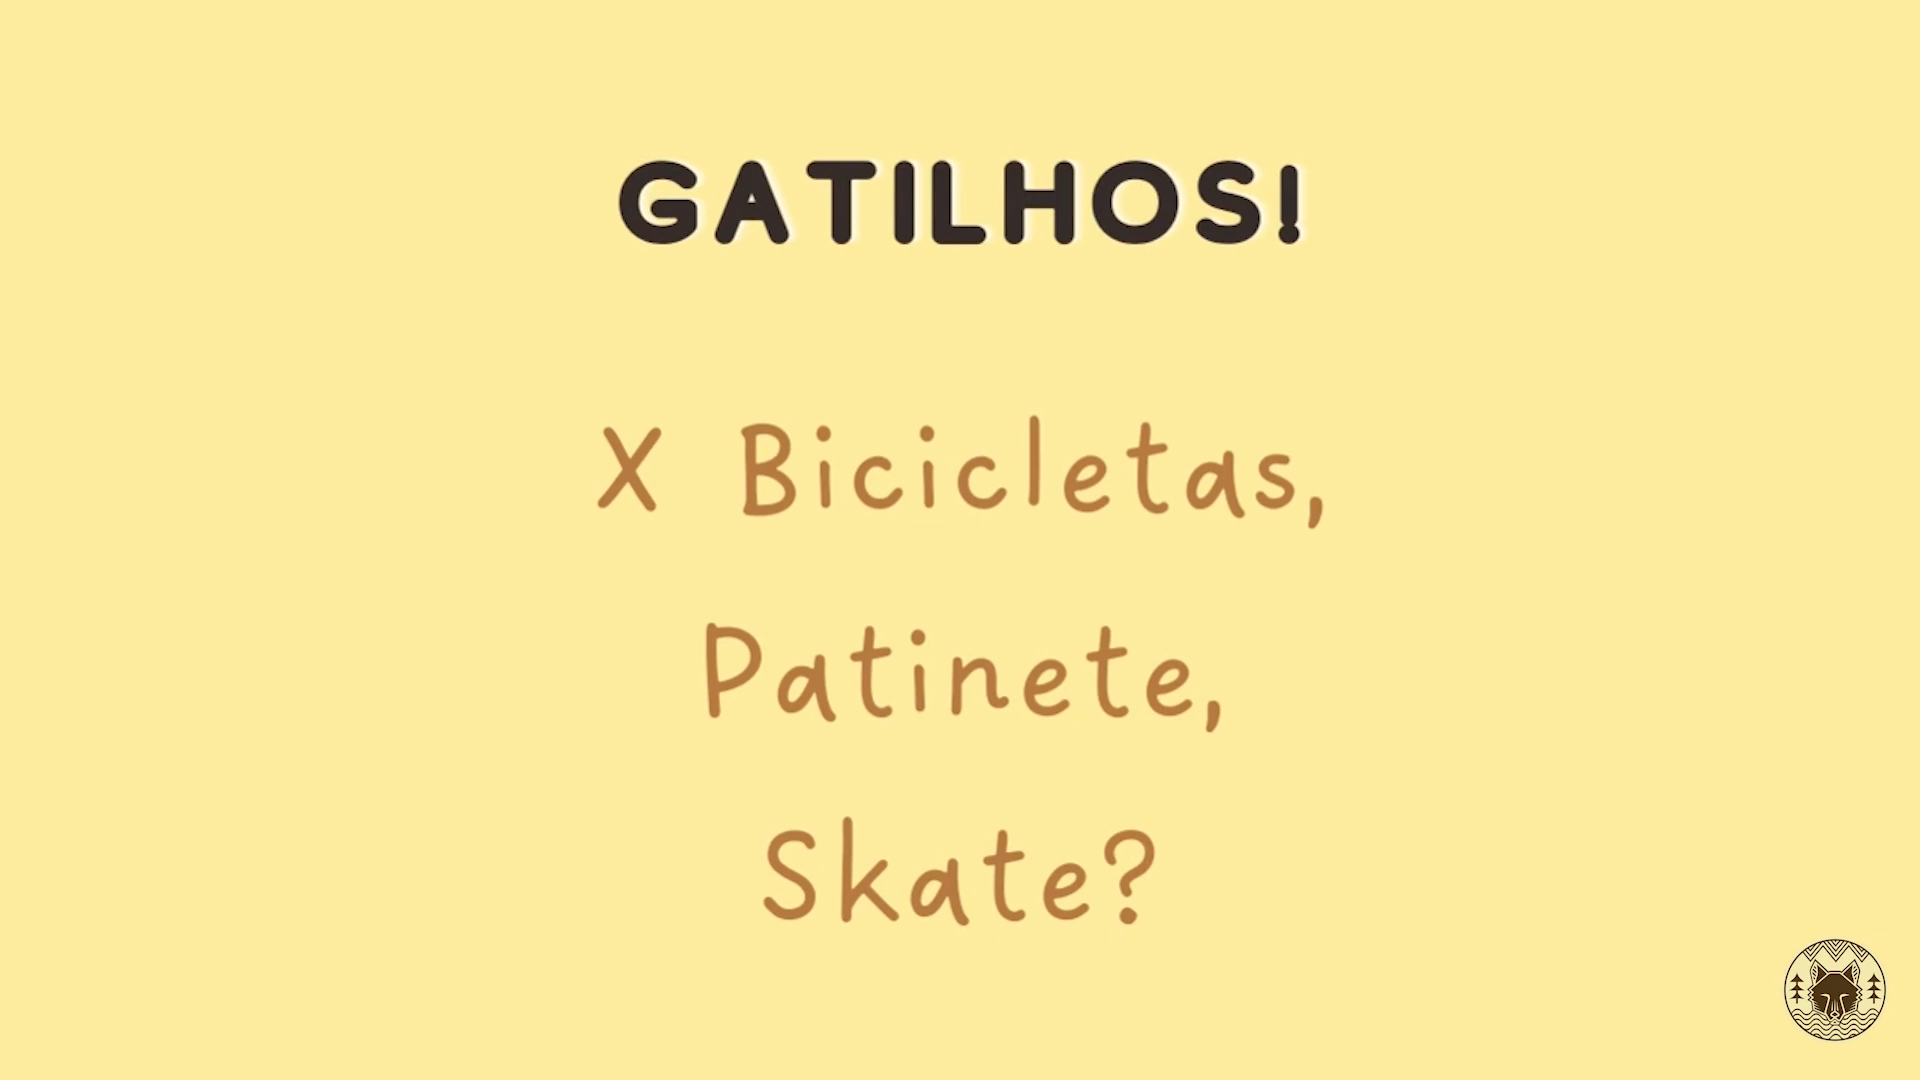 GATILHOS!
X Bicicletas,
Patinete,
Skate?